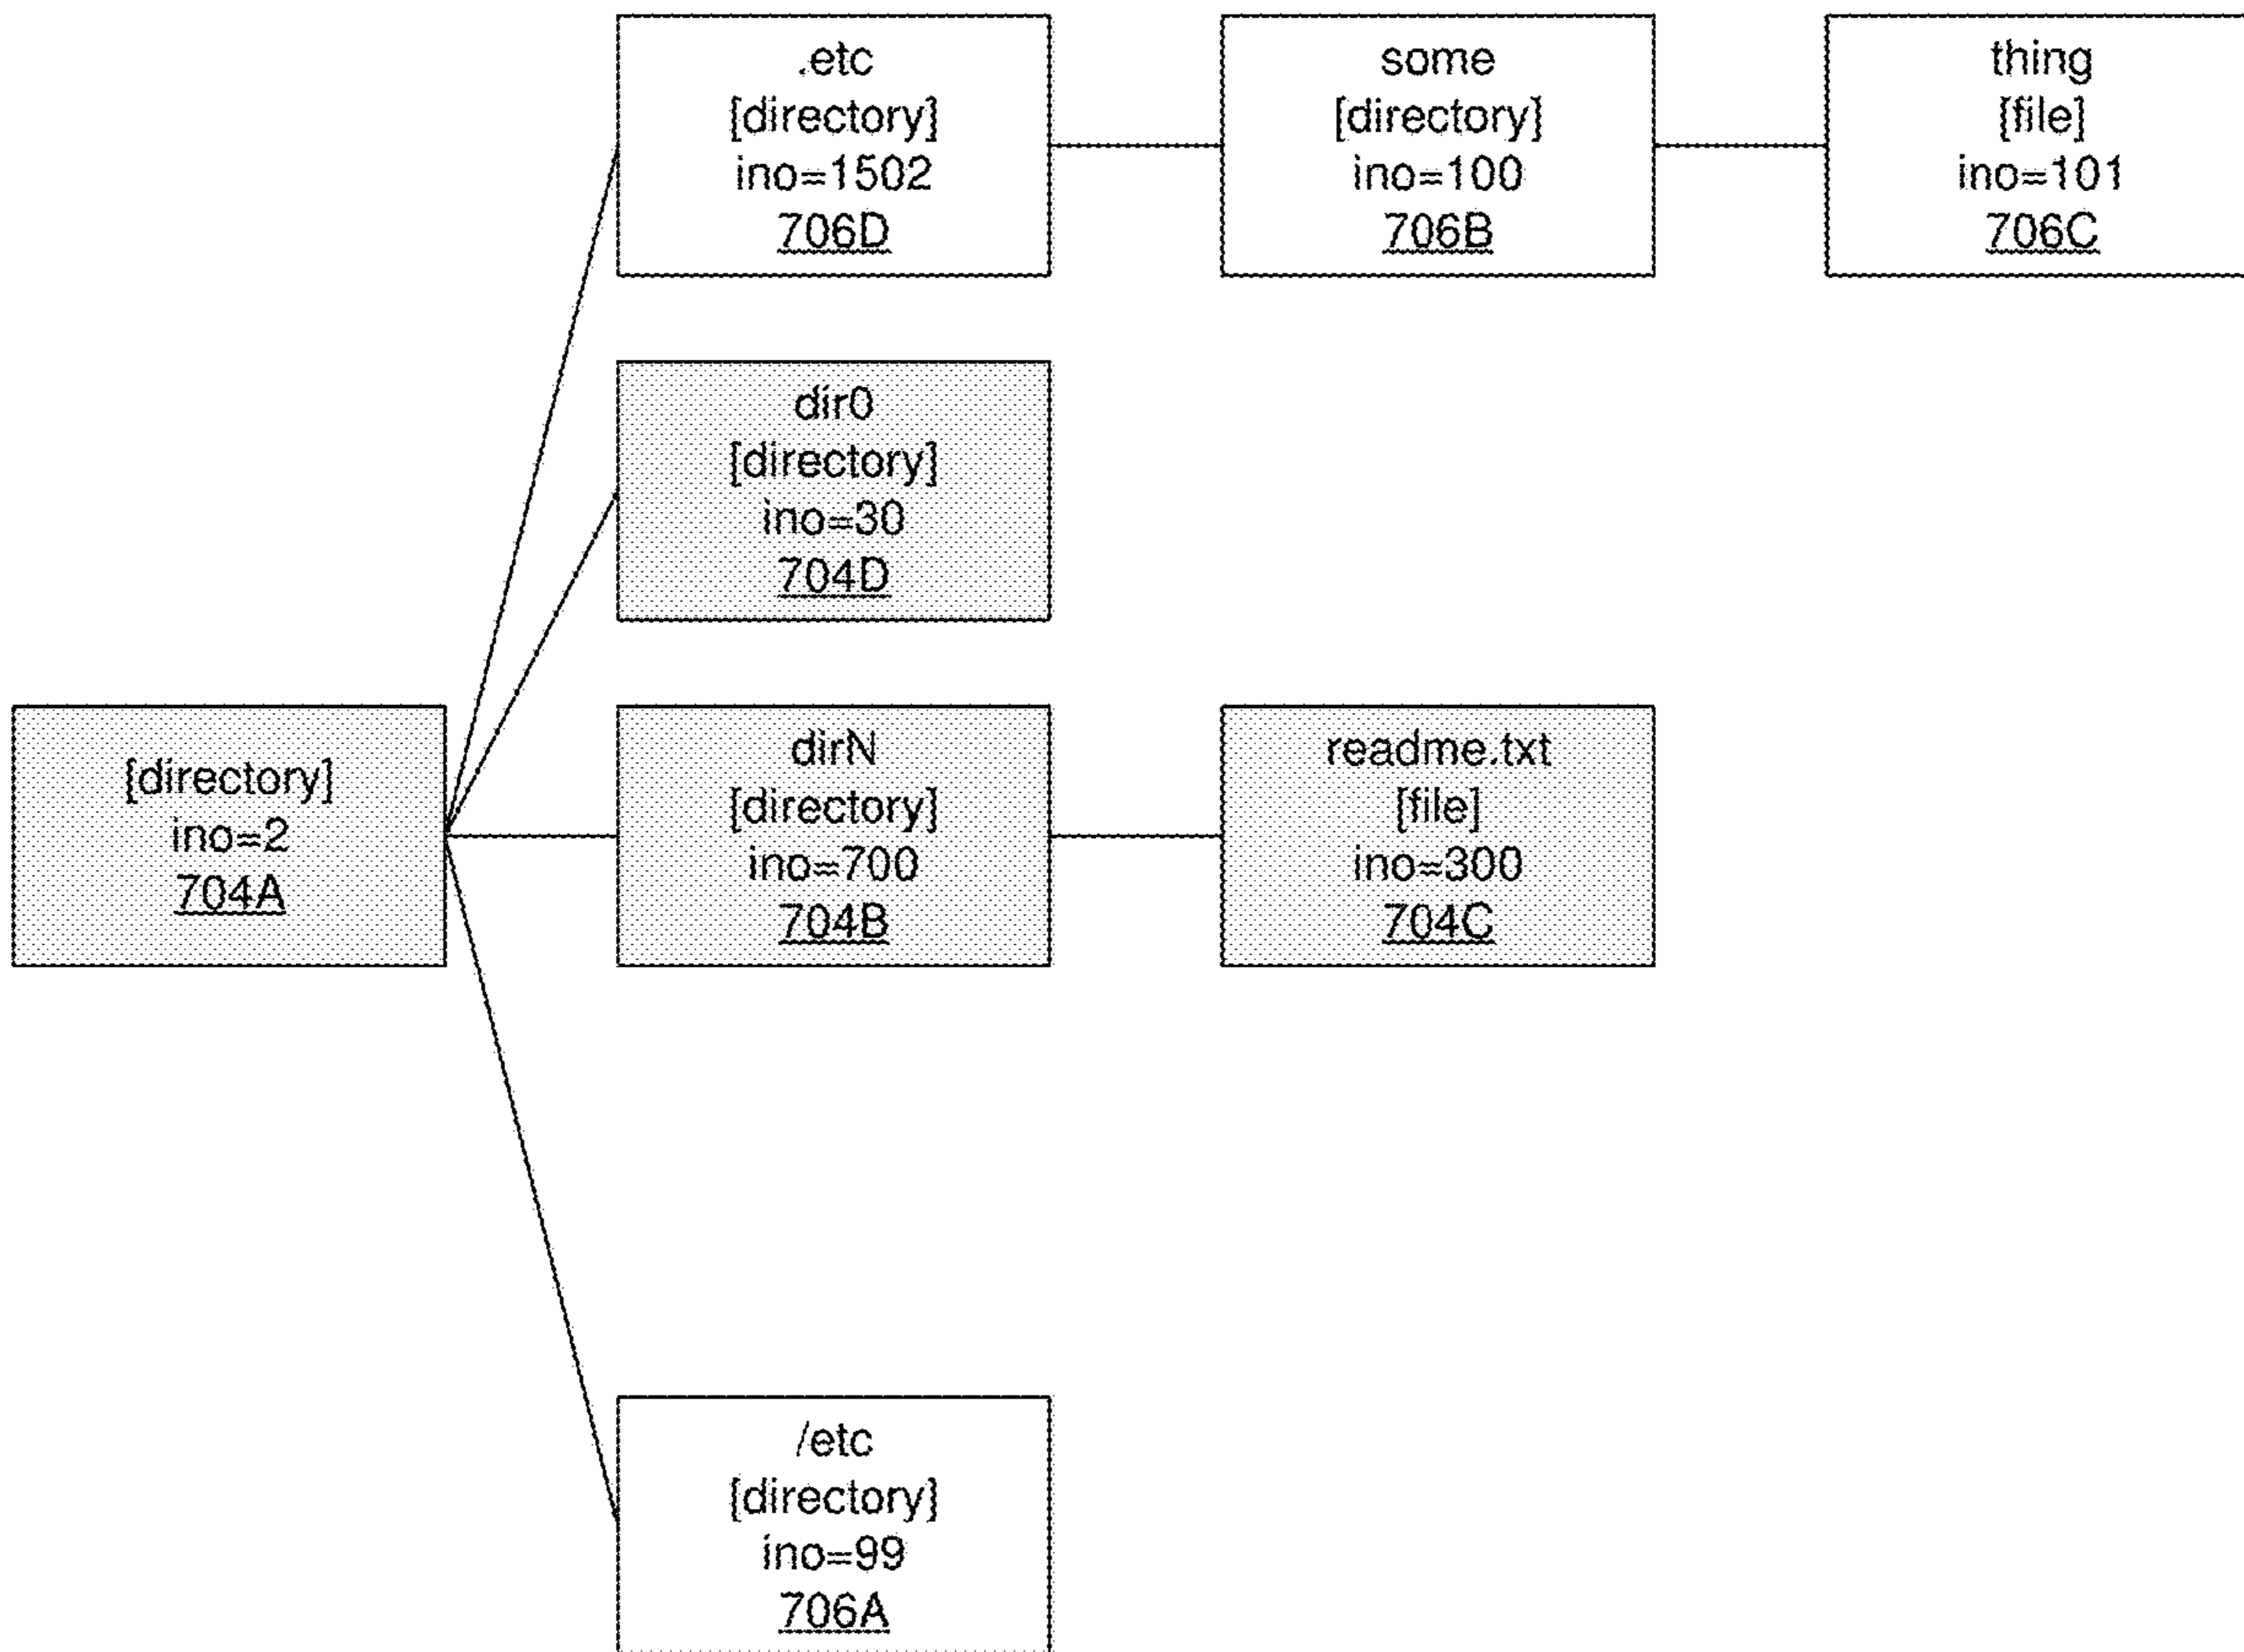 .etc
[directory]
ino=1502
706D
some
[directory]
ino=100
706B
thing
[file]
ino=101
706C
dir0
[directory]
ino=30
704D
[directory]
ino=2
704A
dirN
[directory]
ino=700
704B
readme.txt
[file]
ino=300
704C
/etc
[directory]
ino=99
706A